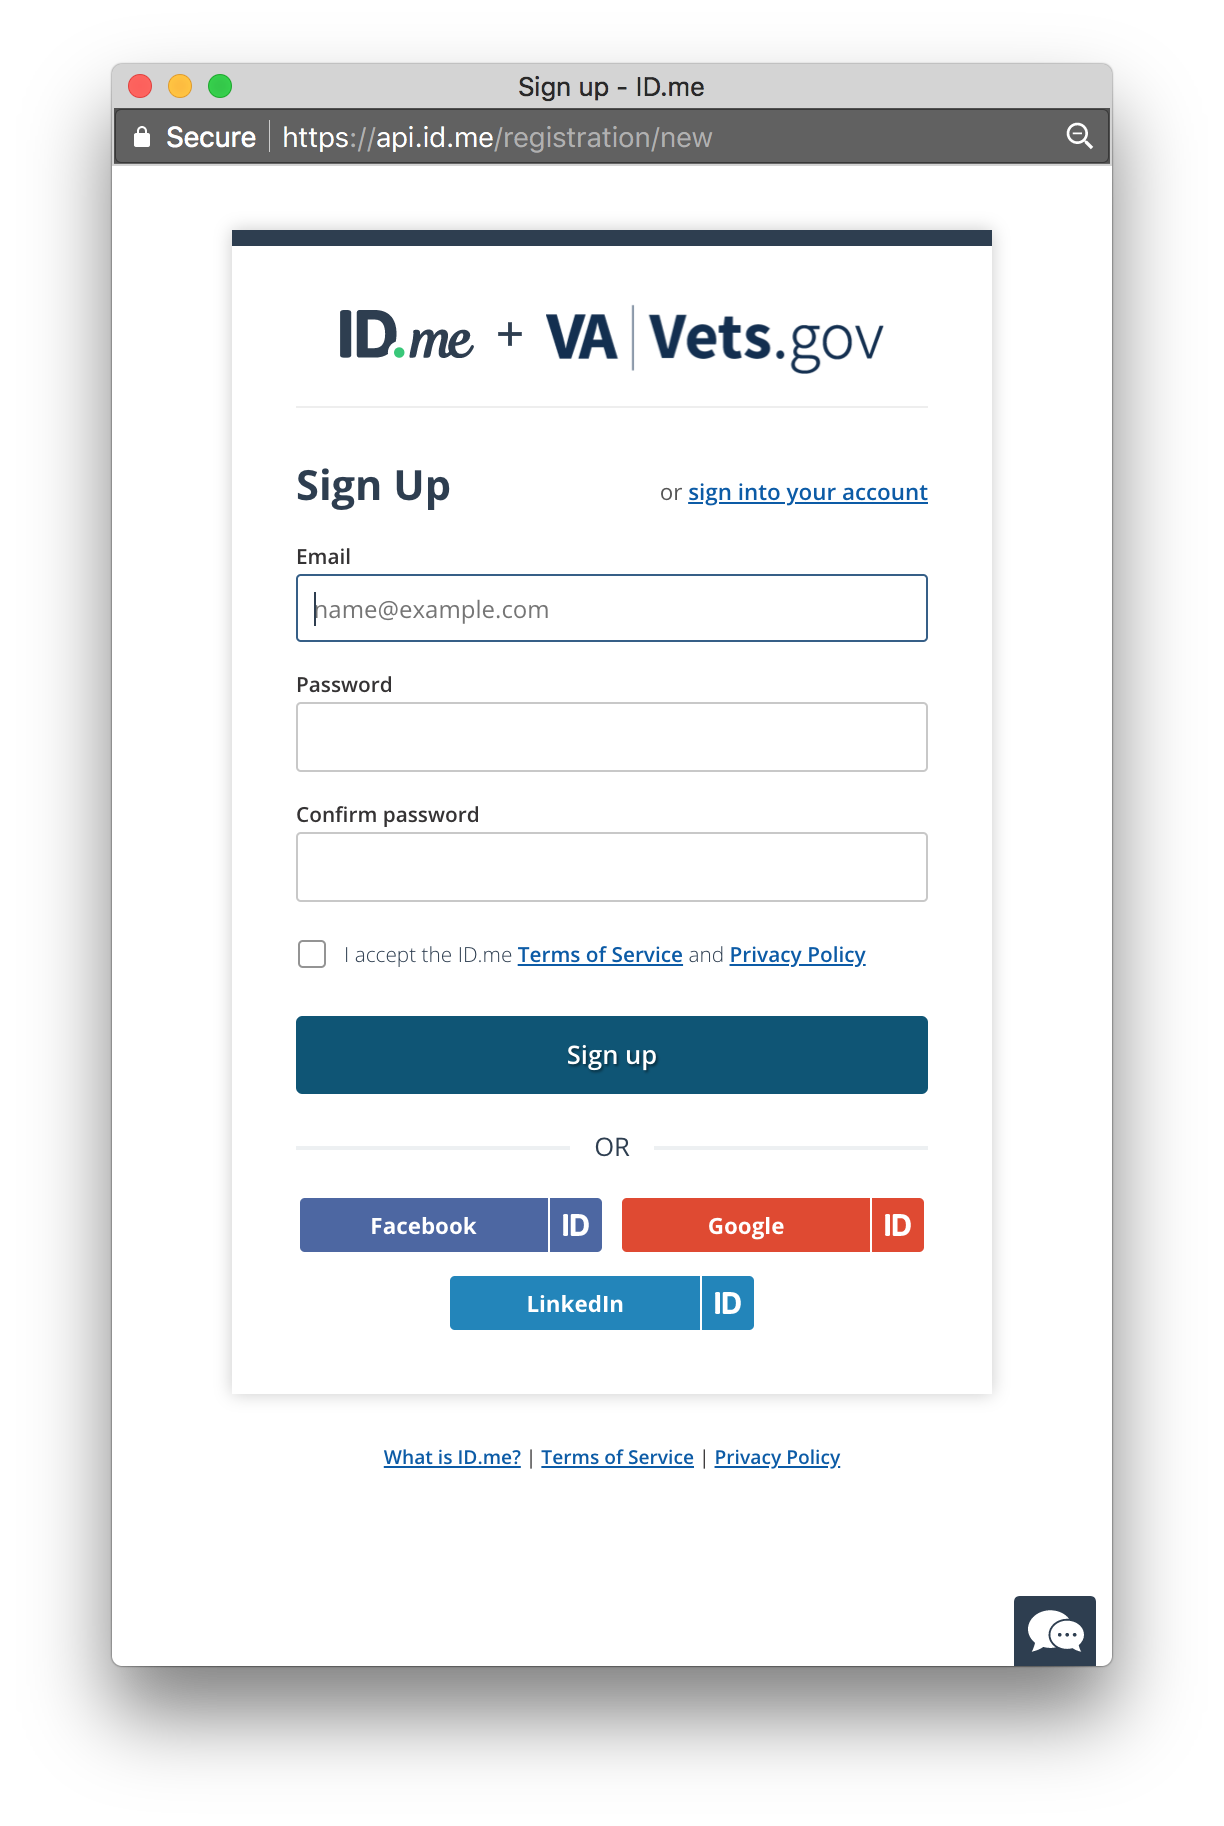 Sign up - ID.me
Secure https://api.id.me/registration/new
ID.me + VA Vets.gov
Sign Up
or sign into your account
Email
name@example.com
Password
Confirm password
I accept the ID.me Terms of Service and Privacy Policy
Sign up
OR
Facebook ID Google ID
LinkedIn ID
What is ID.me? | Terms of Service | Privacy Policy